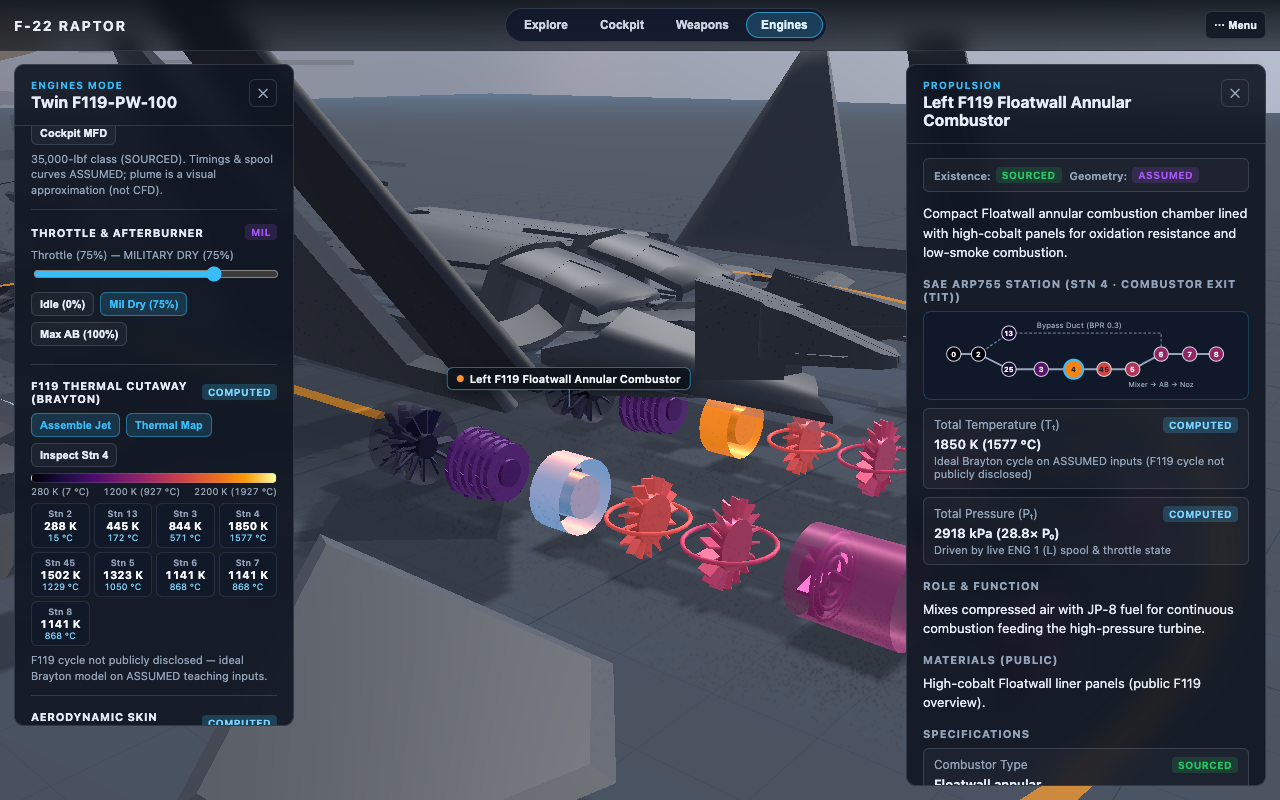 F-22 RAPTOR
Explore
Cockpit
Weapons
Engines
··· Menu
ENGINES MODE
Twin F119-PW-100
Cockpit MFD
35,000-lbf class (SOURCED). Timings & spool
curves ASSUMED; plume is a visual
approximation (not CFD).
THROTTLE & AFTERBURNER
MIL
Throttle (75%) — MILITARY DRY (75%)
Idle (0%)
Mil Dry (75%)
Max AB (100%)
F119 THERMAL CUTAWAY
(BRAYTON)
COMPUTED
Assemble Jet
Thermal Map
Inspect Stn 4
280 K (7 °C)
1200 K (927 °C)
2200 K (1927 °C)
Stn 2
288 K
15 °C
Stn 13
445 K
172 °C
Stn 3
844 K
571 °C
Stn 4
1850 K
1577 °C
Stn 45
1502 K
1229 °C
Stn 5
1323 K
1050 °C
Stn 6
1141 K
868 °C
Stn 7
1141 K
868 °C
Stn 8
1141 K
868 °C
F119 cycle not publicly disclosed — ideal
Brayton model on ASSUMED teaching inputs.
AERODYNAMIC SKIN
COMPUTED
Left F119 Floatwall Annular Combustor
PROPULSION
Left F119 Floatwall Annular
Combustor
Existence: SOURCED Geometry: ASSUMED
Compact Floatwall annular combustion chamber lined
with high-cobalt panels for oxidation resistance and
low-smoke combustion.
SAE ARP755 STATION (STN 4 · COMBUSTOR EXIT
(TIT))
Bypass Duct (BPR 0.3)
13
0
2
25
3
4
45
5
6
7
8
Mixer → AB → Noz
Total Temperature (Tₜ)
COMPUTED
1850 K (1577 °C)
Ideal Brayton cycle on ASSUMED inputs (F119 cycle not
publicly disclosed)
Total Pressure (Pₜ)
COMPUTED
2918 kPa (28.8× P₀)
Driven by live ENG 1 (L) spool & throttle state
ROLE & FUNCTION
Mixes compressed air with JP-8 fuel for continuous
combustion feeding the high-pressure turbine.
MATERIALS (PUBLIC)
High-cobalt Floatwall liner panels (public F119
overview).
SPECIFICATIONS
Combustor Type
SOURCED
Floatwall annular